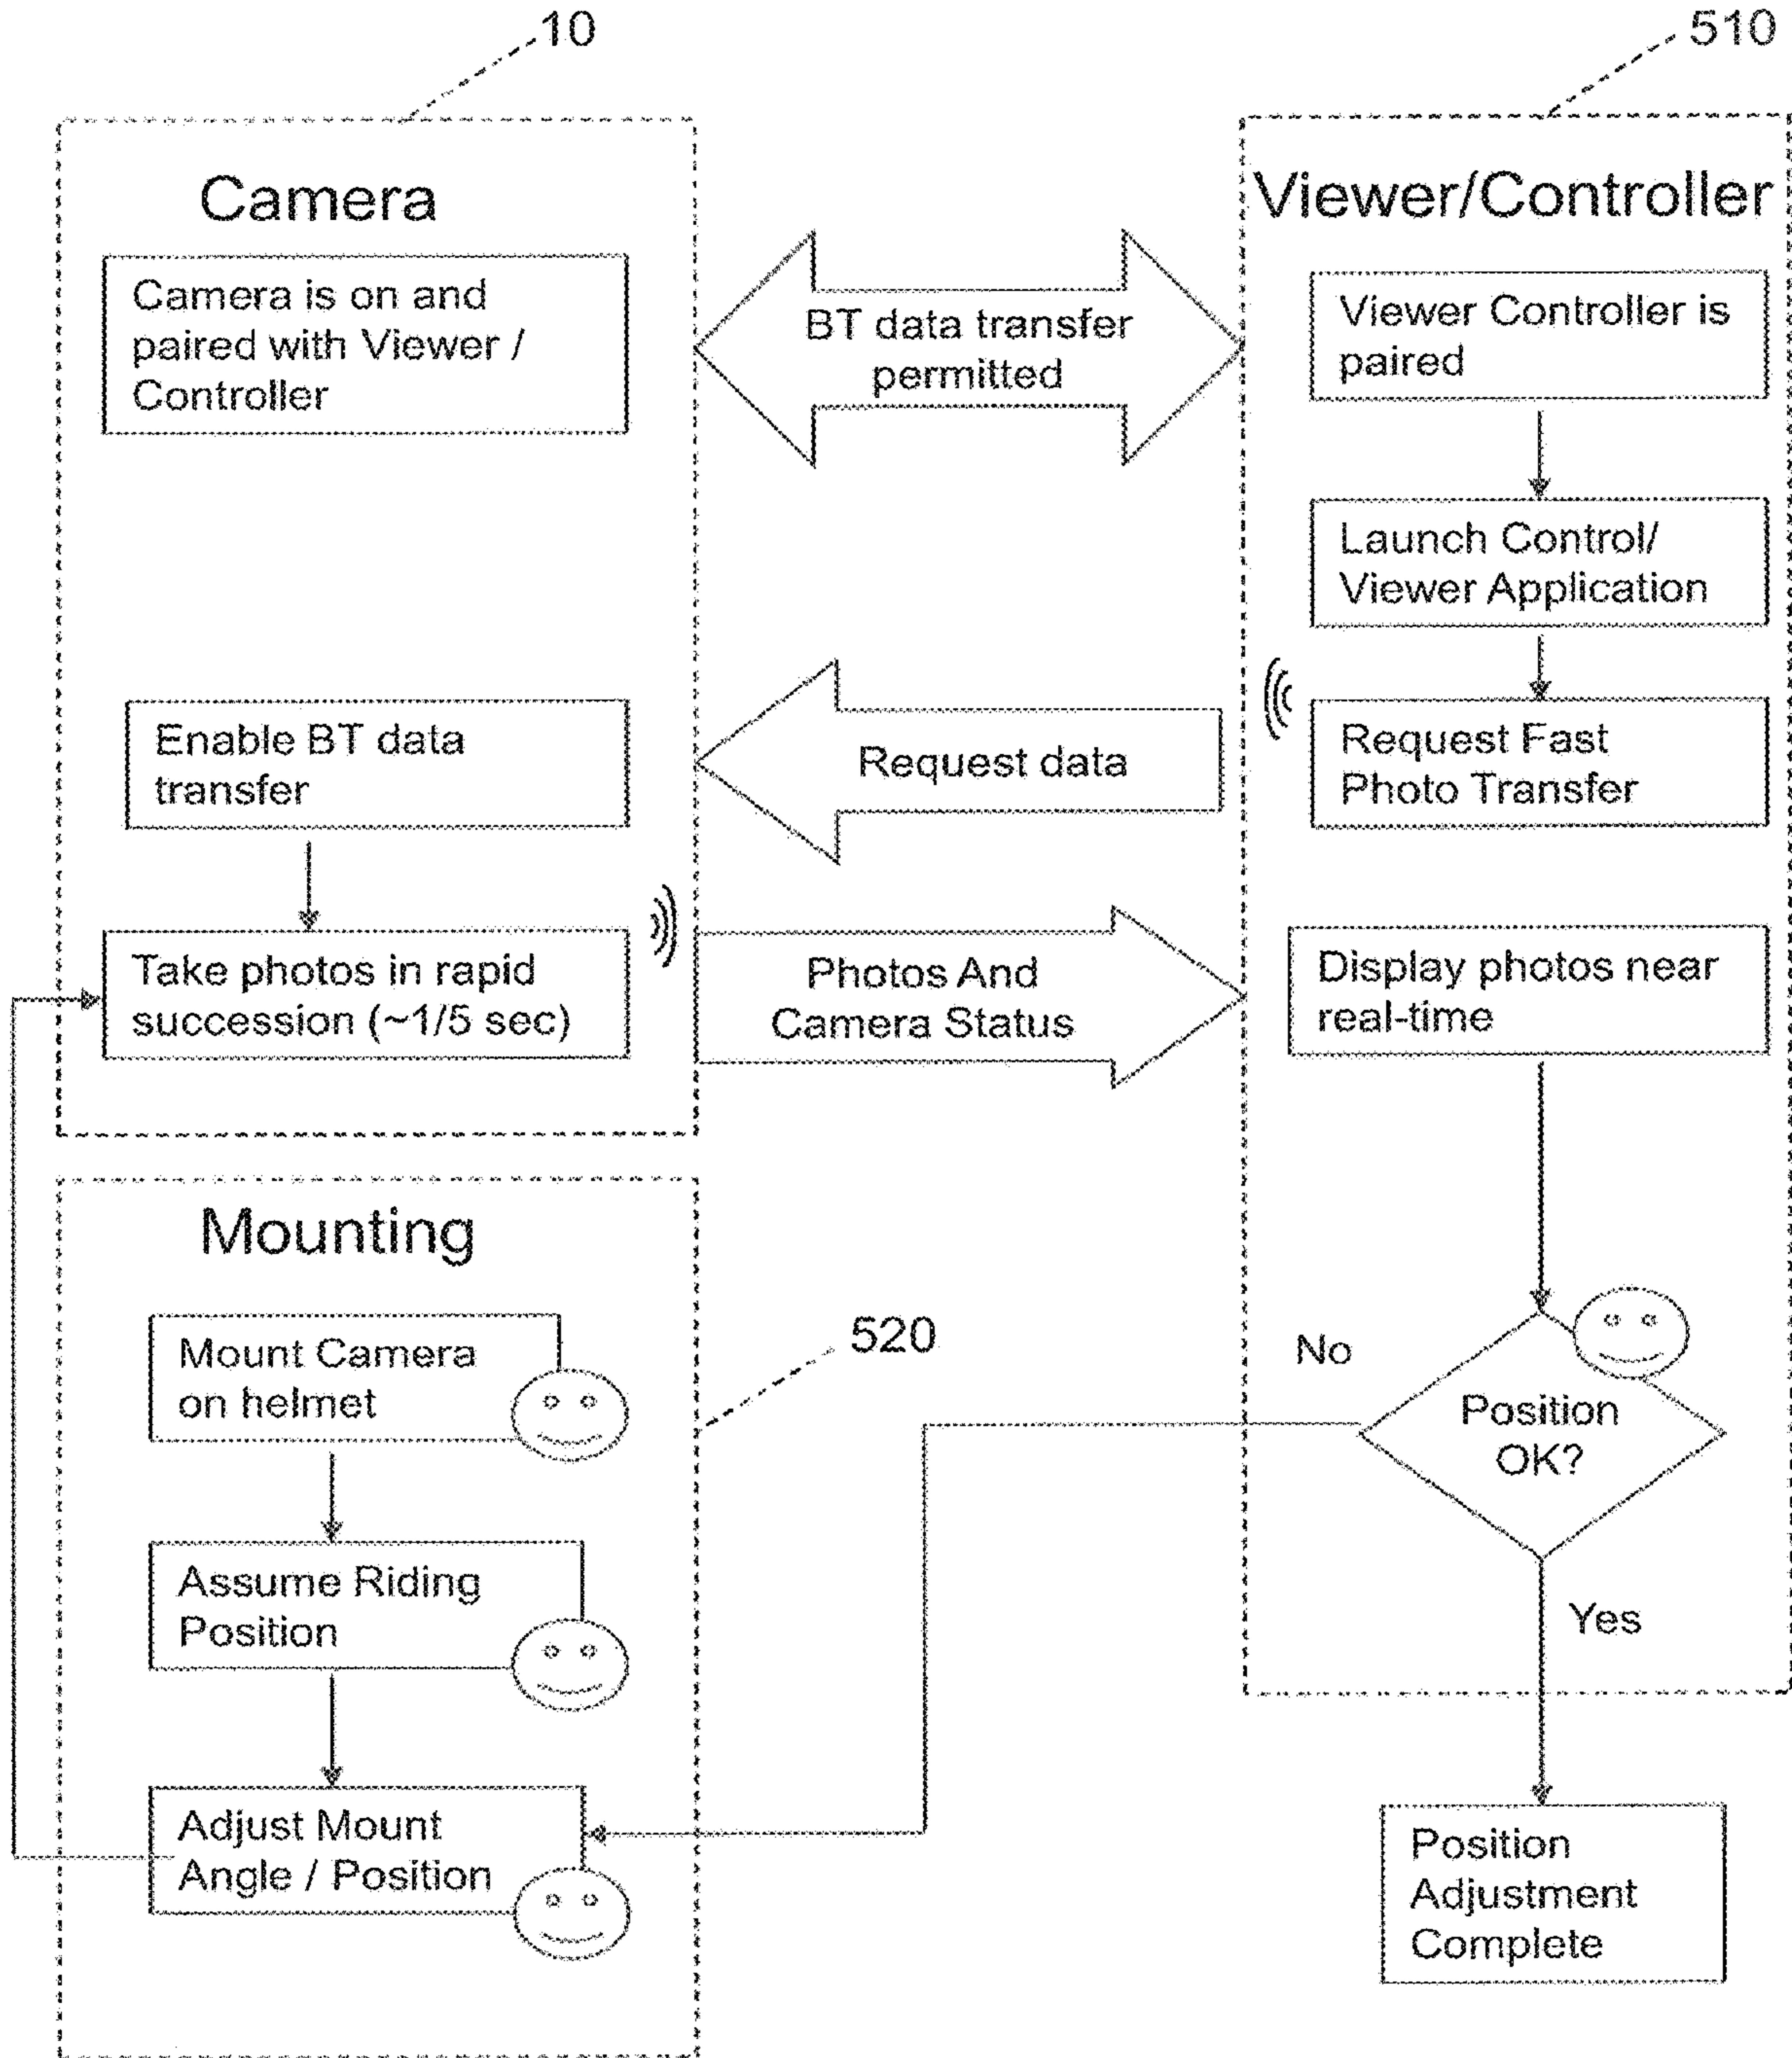 10
510
Camera
Camera is on and
paired with Viewer /
Controller
BT data transfer
permitted
Viewer/Controller
Viewer Controller is
paired
Launch Control/
Viewer Application
Request Fast
Photo Transfer
Request data
Enable BT data
transfer
Take photos in rapid
succession (~1/5 sec)
Photos And
Camera Status
Display photos near
real-time
Mounting
Mount Camera
on helmet
520
Assume Riding
Position
Adjust Mount
Angle / Position
No
Position
OK?
Yes
Position
Adjustment
Complete